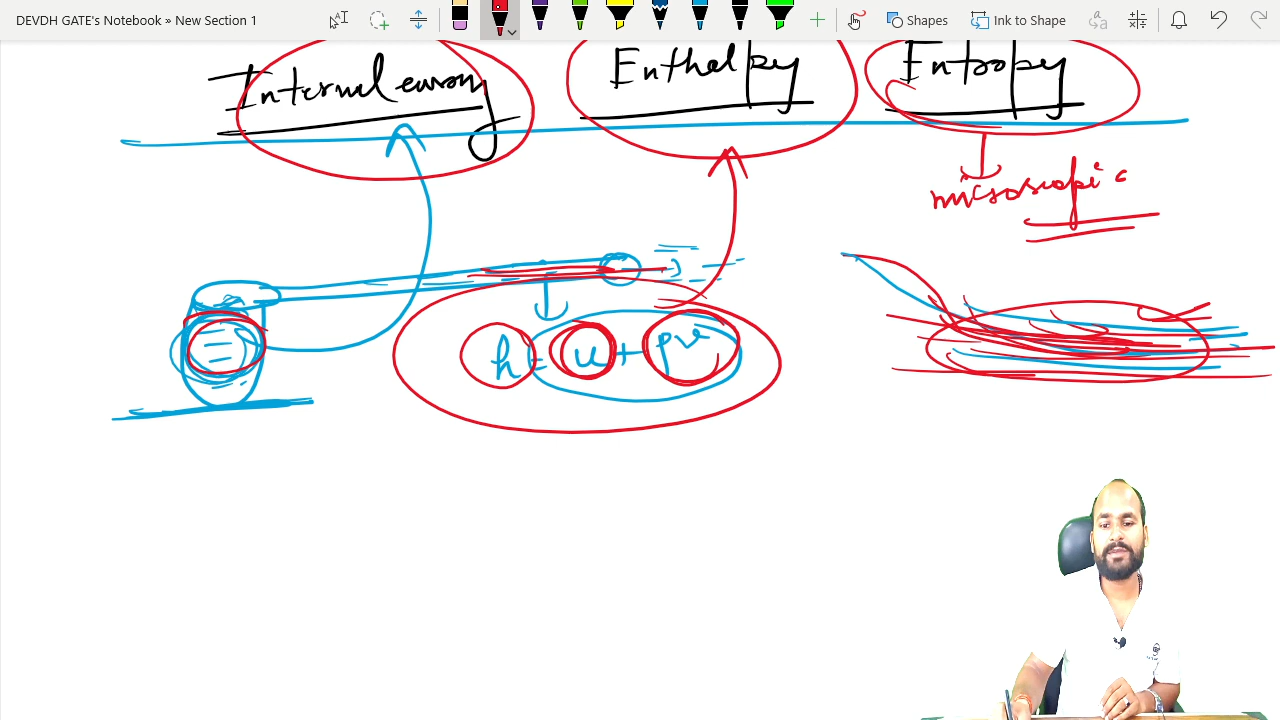 DEVDH GATE's Notebook » New Section 1
Shapes
Ink to Shape
Internal energy Enthalpy Entropy
microscopic
h = u + pv